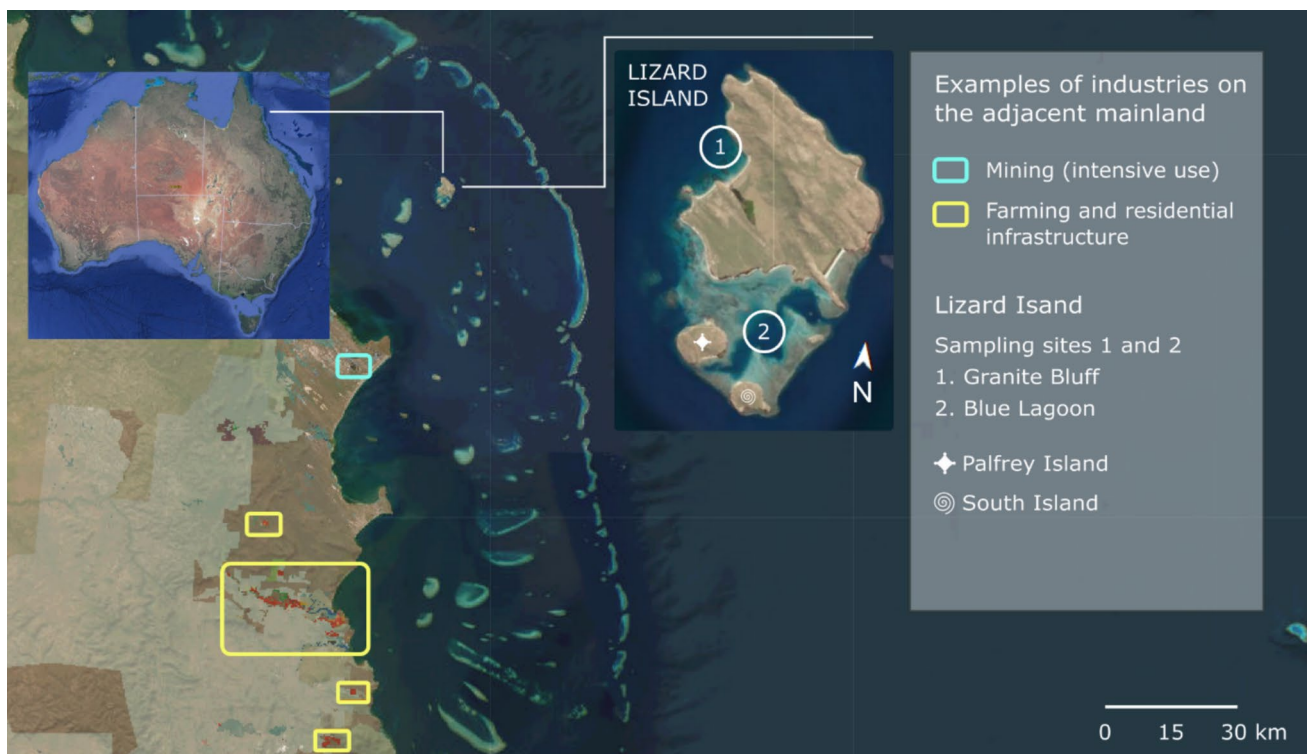 LIZARD
ISLAND
1
2
N
Examples of industries on
the adjacent mainland
Mining (intensive use)
Farming and residential
infrastructure
Lizard Isand
Sampling sites 1 and 2
1. Granite Bluff
2. Blue Lagoon
Palfrey Island
South Island
0 15 30 km